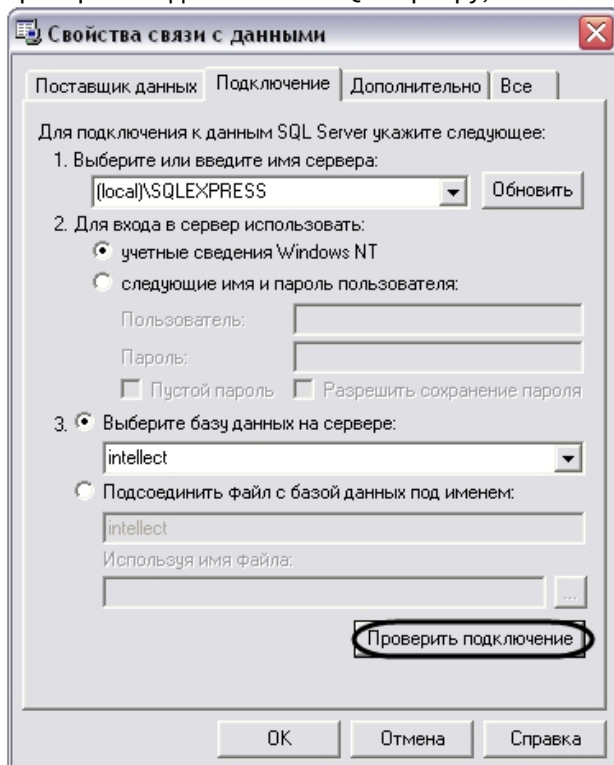 Свойства связи с данными
Поставщик данных Подключение Дополнительно Все
Для подключения к данным SQL Server укажите следующее:
1. Выберите или введите имя сервера:
(local)\SQLEXPRESS Обновить
2. Для входа в сервер использовать:
учетные сведения Windows NT
следующие имя и пароль пользователя:
Пользователь:
Пароль:
Пустой пароль Разрешить сохранение пароля
3. Выберите базу данных на сервере:
intellect
Подсоединить файл с базой данных под именем:
intellect
Используя имя файла:
...
Проверить подключение
OK Отмена Справка